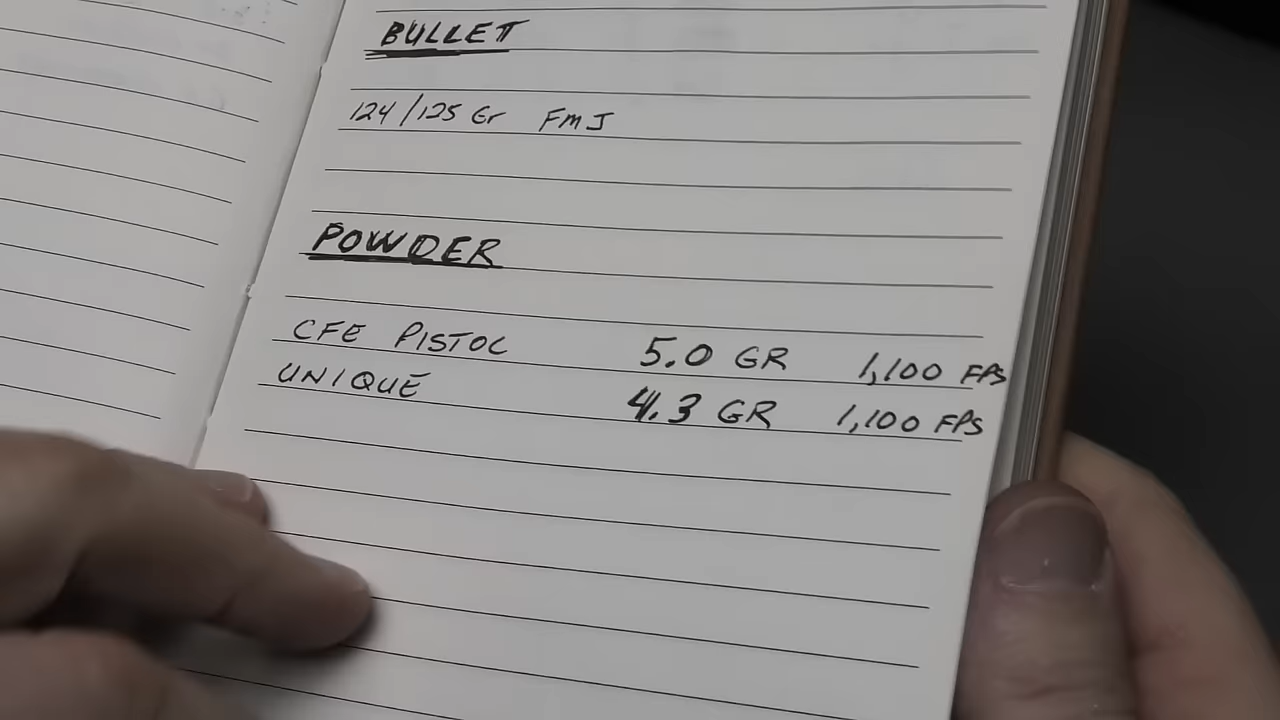 BULLET
124/125 Gr FMJ
POWDER
CFE PISTOL 5.0 GR 1,100 FPS
UNIQUE 4.3 GR 1,100 FPS